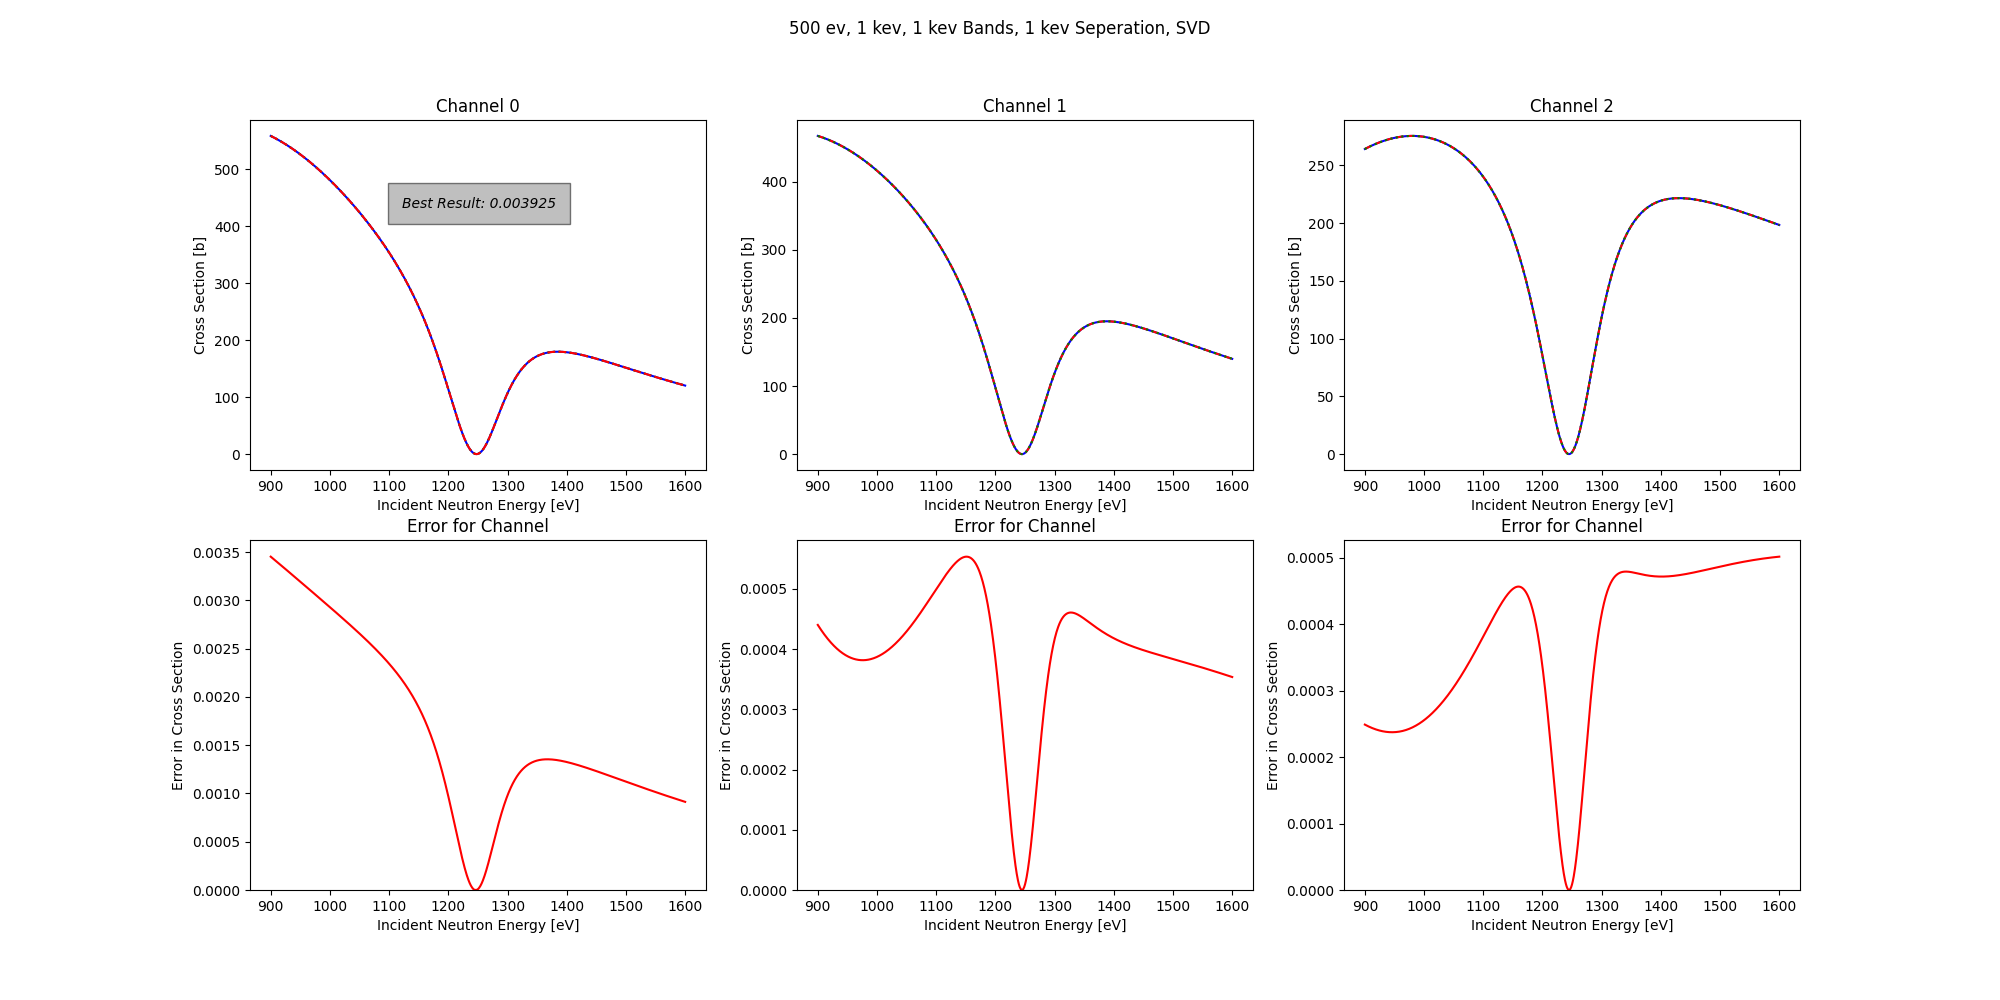 500 ev, 1 kev, 1 kev Bands, 1 kev Seperation, SVD
Channel 0
Cross Section [b]
500
400
300
200
100
0
Best Result: 0.003925
900 1000 1100 1200 1300 1400 1500 1600
Incident Neutron Energy [eV]
Channel 1
Cross Section [b]
400
300
200
100
0
900 1000 1100 1200 1300 1400 1500 1600
Incident Neutron Energy [eV]
Channel 2
Cross Section [b]
250
200
150
100
50
0
900 1000 1100 1200 1300 1400 1500 1600
Incident Neutron Energy [eV]
Error for Channel
Error in Cross Section
0.0035
0.0030
0.0025
0.0020
0.0015
0.0010
0.0005
0.0000
900 1000 1100 1200 1300 1400 1500 1600
Incident Neutron Energy [eV]
Error for Channel
Error in Cross Section
0.0005
0.0004
0.0003
0.0002
0.0001
0.0000
900 1000 1100 1200 1300 1400 1500 1600
Incident Neutron Energy [eV]
Error for Channel
Error in Cross Section
0.0005
0.0004
0.0003
0.0002
0.0001
0.0000
900 1000 1100 1200 1300 1400 1500 1600
Incident Neutron Energy [eV]